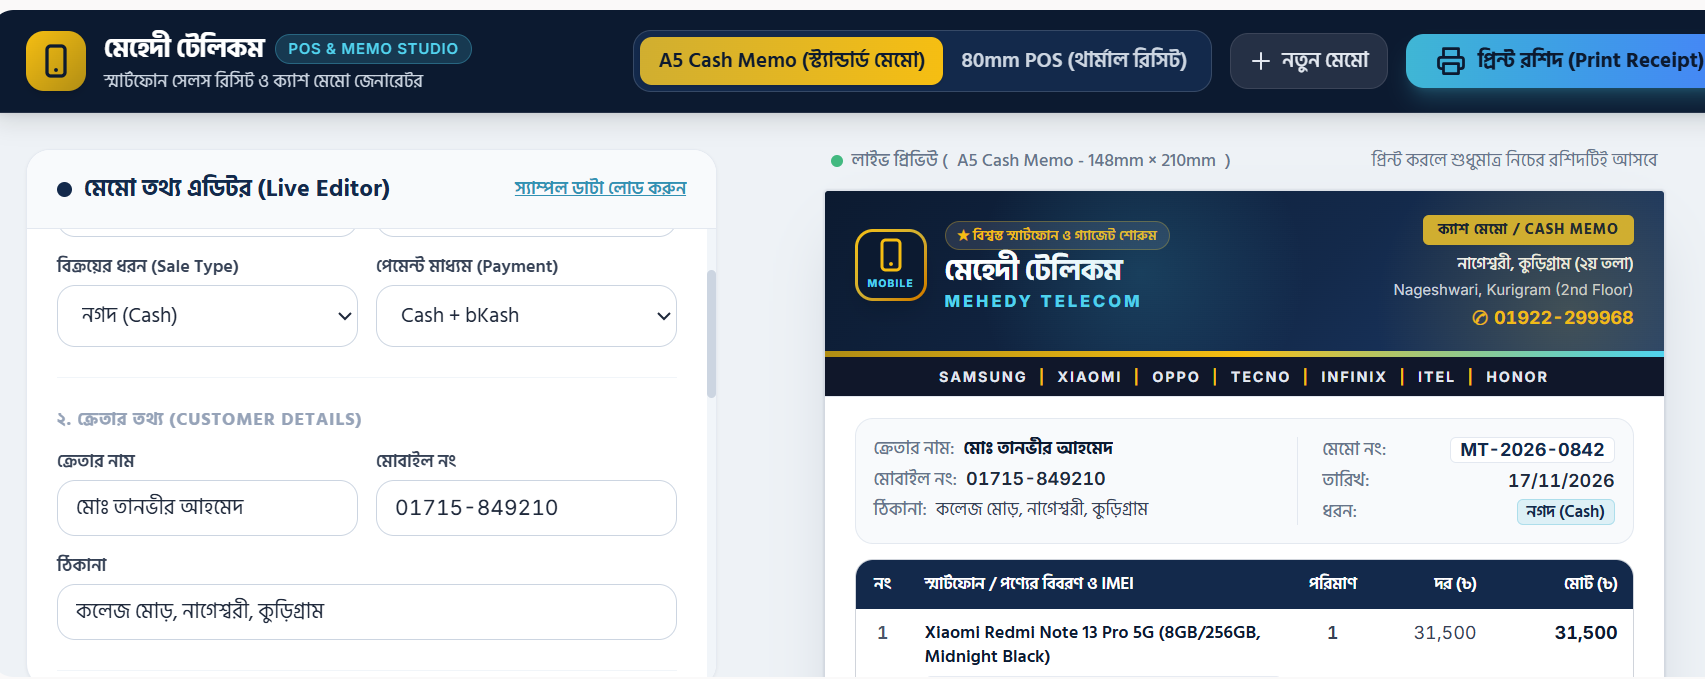 মেহেদী টেলিকম
POS & MEMO STUDIO
স্মার্টফোন সেলস রিসিট ও ক্যাশ মেমো জেনারেটর
A5 Cash Memo (স্ট্যান্ডার্ড মেমো)
80mm POS (থার্মাল রিসিট)
+ নতুন মেমো
প্রিন্ট রশিদ (Print Receipt)
মেমো তথ্য এডিটর (Live Editor)
স্যাম্পল ডাটা লোড করুন
বিক্রয়ের ধরন (Sale Type)
পেমেন্ট মাধ্যম (Payment)
নগদ (Cash)
Cash + bKash
২. ক্রেতার তথ্য (CUSTOMER DETAILS)
ক্রেতার নাম
মোবাইল নং
মোঃ তানভীর আহমেদ
01715-849210
ঠিকানা
কলেজ মোড়, নাগেশ্বরী, কুড়িগ্রাম
লাইভ প্রিভিউ ( A5 Cash Memo - 148mm × 210mm )
প্রিন্ট করলে শুধুমাত্র নিচের রশিদটিই আসবে
MOBILE
★ বিশ্বস্ত স্মার্টফোন ও গ্যাজেট শোরুম
মেহেদী টেলিকম
MEHEDY TELECOM
ক্যাশ মেমো / CASH MEMO
নাগেশ্বরী, কুড়িগ্রাম (২য় তলা)
Nageshwari, Kurigram (2nd Floor)
✆ 01922-299968
SAMSUNG | XIAOMI | OPPO | TECNO | INFINIX | ITEL | HONOR
ক্রেতার নাম: মোঃ তানভীর আহমেদ
মোবাইল নং: 01715-849210
ঠিকানা: কলেজ মোড়, নাগেশ্বরী, কুড়িগ্রাম
মেমো নং: MT-2026-0842
তারিখ: 17/11/2026
ধরন: নগদ (Cash)
নং স্মার্টফোন / পণ্যের বিবরণ ও IMEI পরিমাণ দর (৳) মোট (৳)
1 Xiaomi Redmi Note 13 Pro 5G (8GB/256GB, 1 31,500 31,500
Midnight Black)